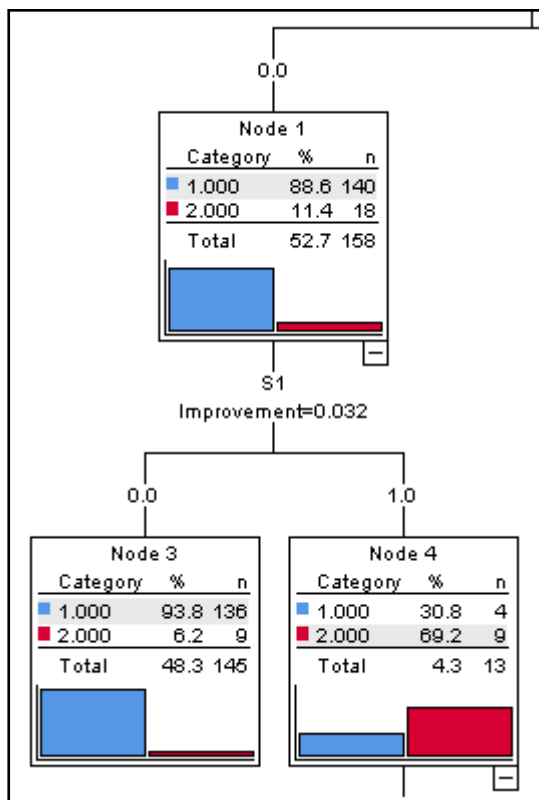 0.0
Node 1
Category % n
1.000 88.6 140
2.000 11.4 18
Total 52.7 158
S1
Improvement=0.032
0.0 1.0
Node 3
Category % n
1.000 93.8 136
2.000 6.2 9
Total 48.3 145
Node 4
Category % n
1.000 30.8 4
2.000 69.2 9
Total 4.3 13